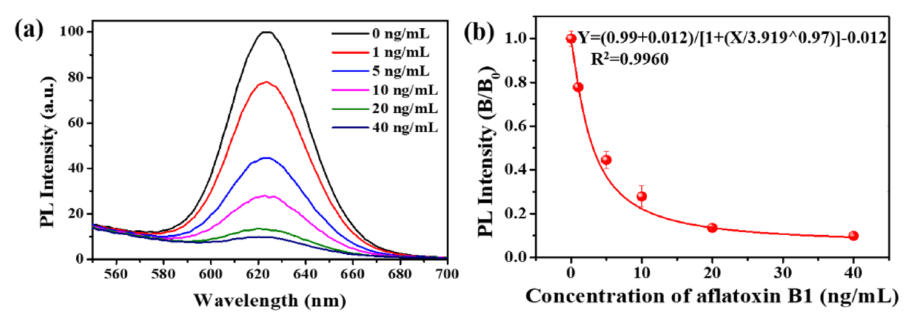 (a)
100
80
60
40
20
0
PL Intensity (a.u.)
0 ng/mL
1 ng/mL
5 ng/mL
10 ng/mL
20 ng/mL
40 ng/mL
560 580 600 620 640 660 680 700
Wavelength (nm)
(b)
1.0
0.8
0.6
0.4
0.2
0.0
PL Intensity (B/B₀)
Y=(0.99+0.012)/[1+(X/3.919^0.97)]-0.012
R²=0.9960
0 10 20 30 40
Concentration of aflatoxin B1 (ng/mL)